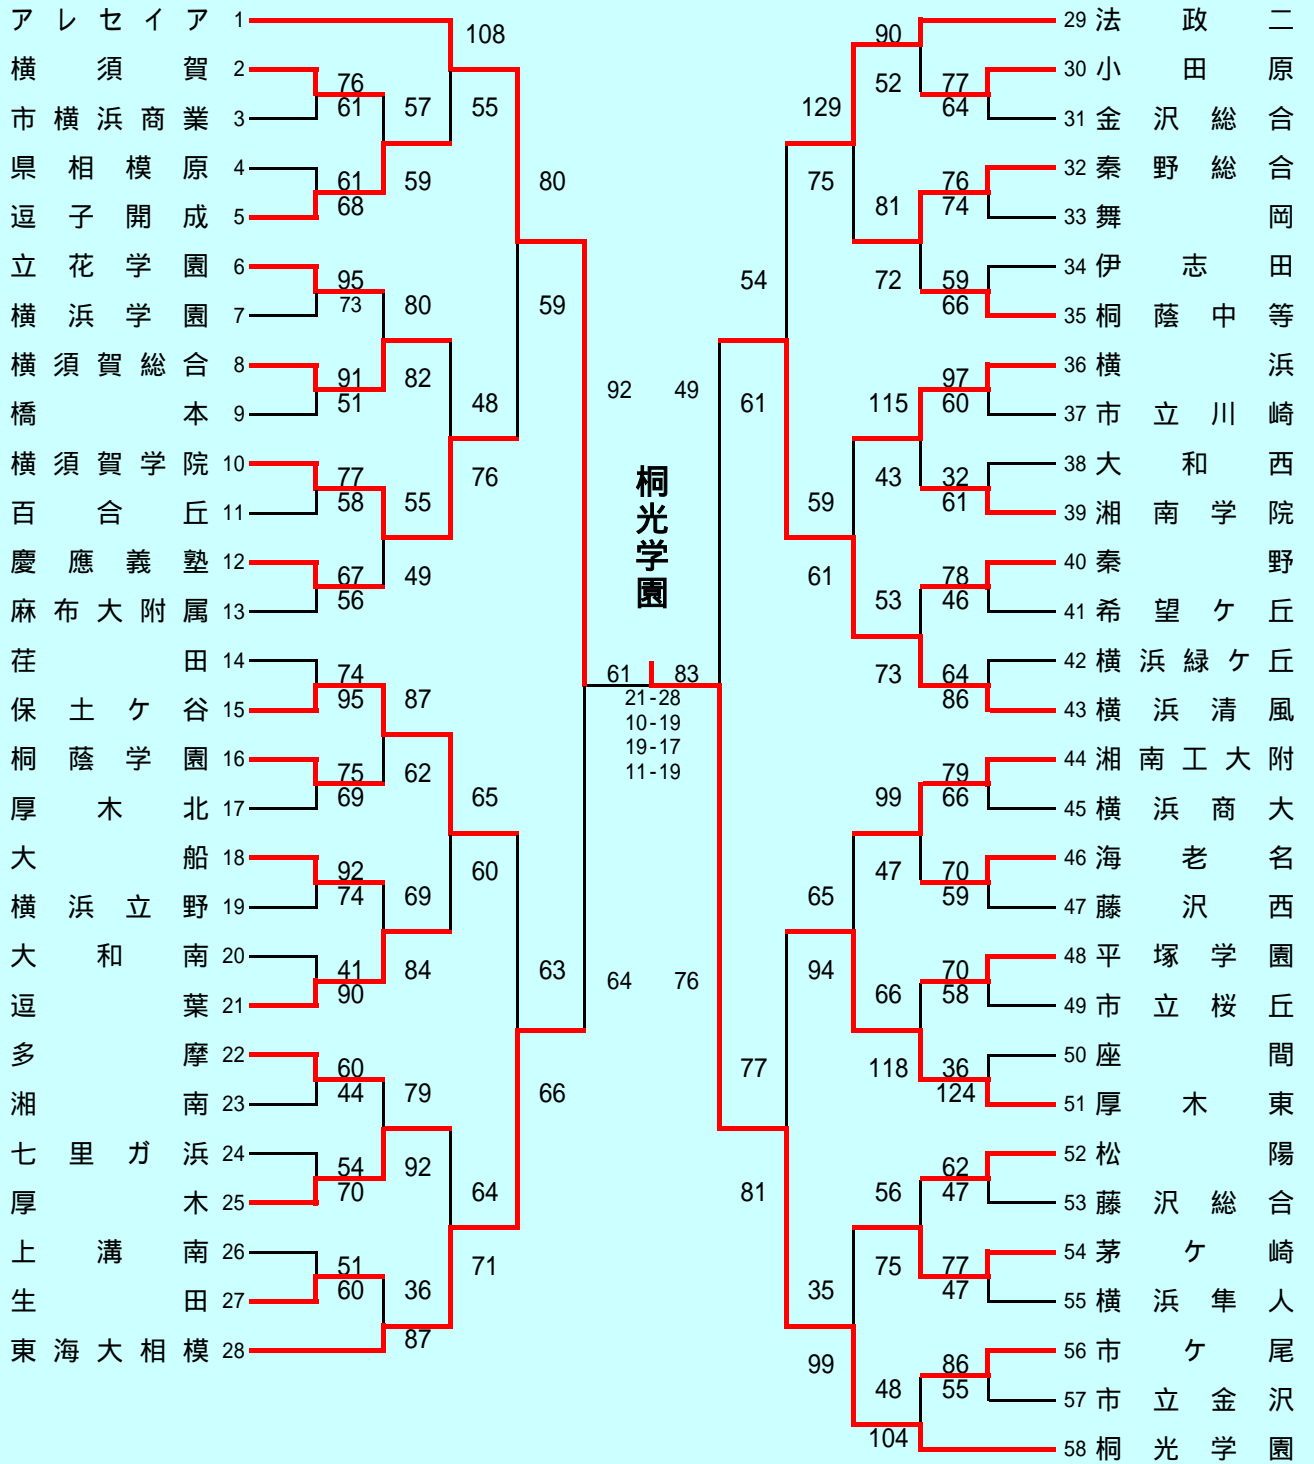 アレセイア 1
横須賀 2
市横浜商業 3
県相模原 4
逗子開成 5
立花学園 6
横浜学園 7
横須賀総合 8
橋本 9
横須賀学院 10
百合丘 11
慶應義塾 12
麻布大附属 13
荏田 14
保土ケ谷 15
桐蔭学園 16
厚木北 17
大船 18
横浜立野 19
大和南 20
逗葉 21
多摩 22
湘南 23
七里ガ浜 24
厚木 25
上溝南 26
生田 27
東海大相模 28
76
61
61
68
95
73
91
51
77
58
67
56
74
95
75
69
92
74
41
90
60
44
54
70
51
60
57
59
80
82
55
49
87
62
69
84
79
92
36
87
108
55
48
76
65
60
64
71
80
59
63
66
92
64
桐光学園
61 83
21-28
10-19
19-17
11-19
49
76
54
61
77
81
129
75
59
61
65
94
35
99
90
52
81
72
115
43
53
73
99
47
66
118
56
75
48
104
77
64
76
74
59
66
97
60
32
61
78
46
64
86
79
66
70
59
70
58
36
124
62
47
77
47
86
55
29 法政二
30 小田原
31 金沢総合
32 秦野総合
33 舞岡
34 伊志田
35 桐蔭中等
36 横浜
37 市立川崎
38 大和西
39 湘南学院
40 秦野
41 希望ケ丘
42 横浜緑ケ丘
43 横浜清風
44 湘南工大附
45 横浜商大
46 海老名
47 藤沢西
48 平塚学園
49 市立桜丘
50 座間
51 厚木東
52 松陽
53 藤沢総合
54 茅ケ崎
55 横浜隼人
56 市ケ尾
57 市立金沢
58 桐光学園